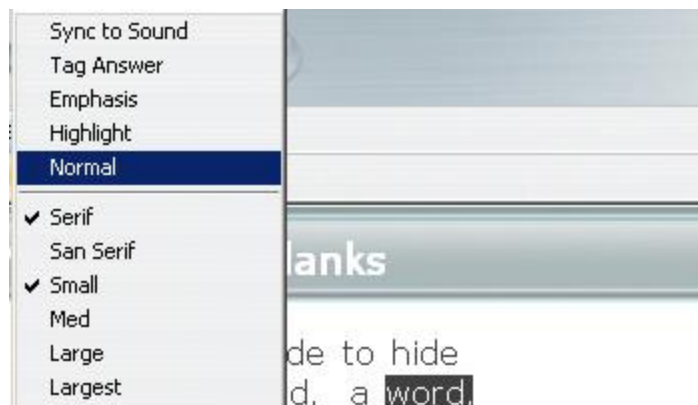 Sync to Sound
Tag Answer
Emphasis
Highlight
Normal
Serif
San Serif
Small
Med
Large
Largest
lanks
de to hide
d, a word,